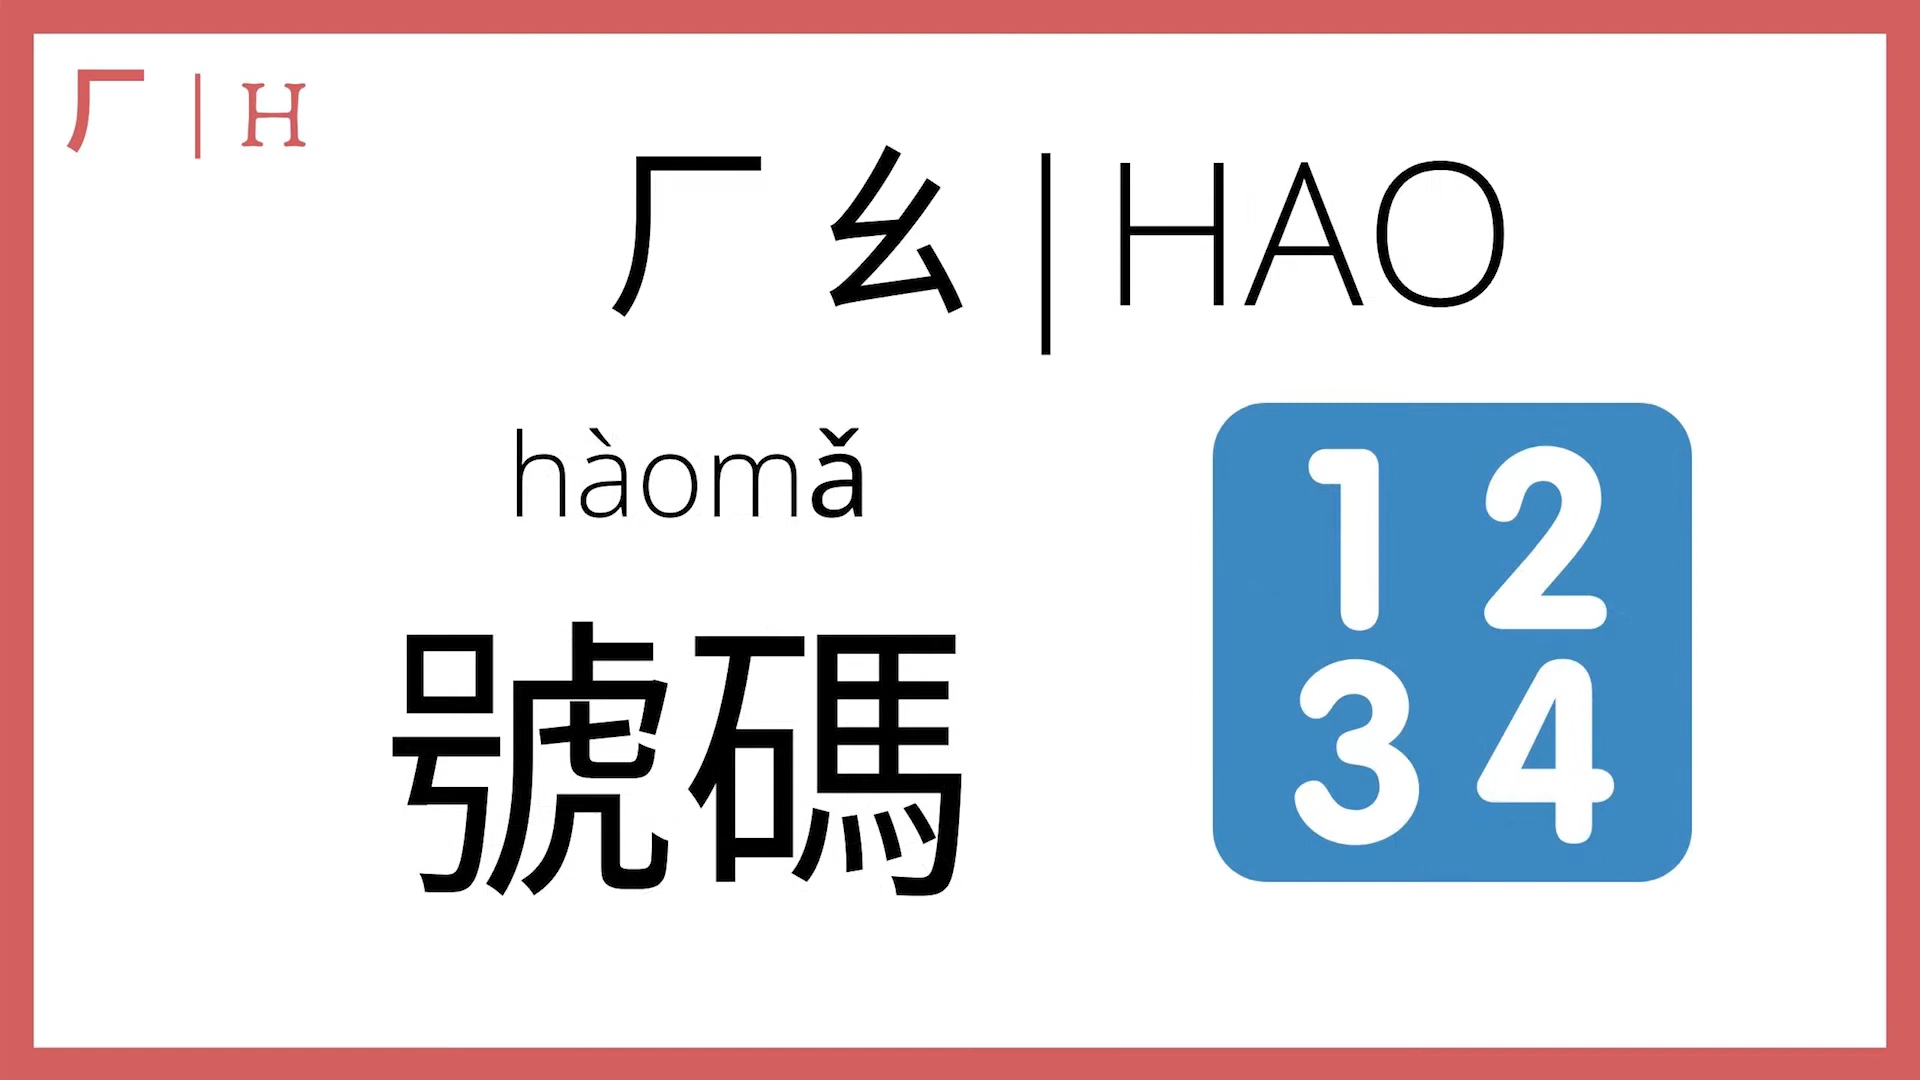 ㄏ | H
ㄏㄠ | HAO
hàomǎ
號碼
1 2
3 4